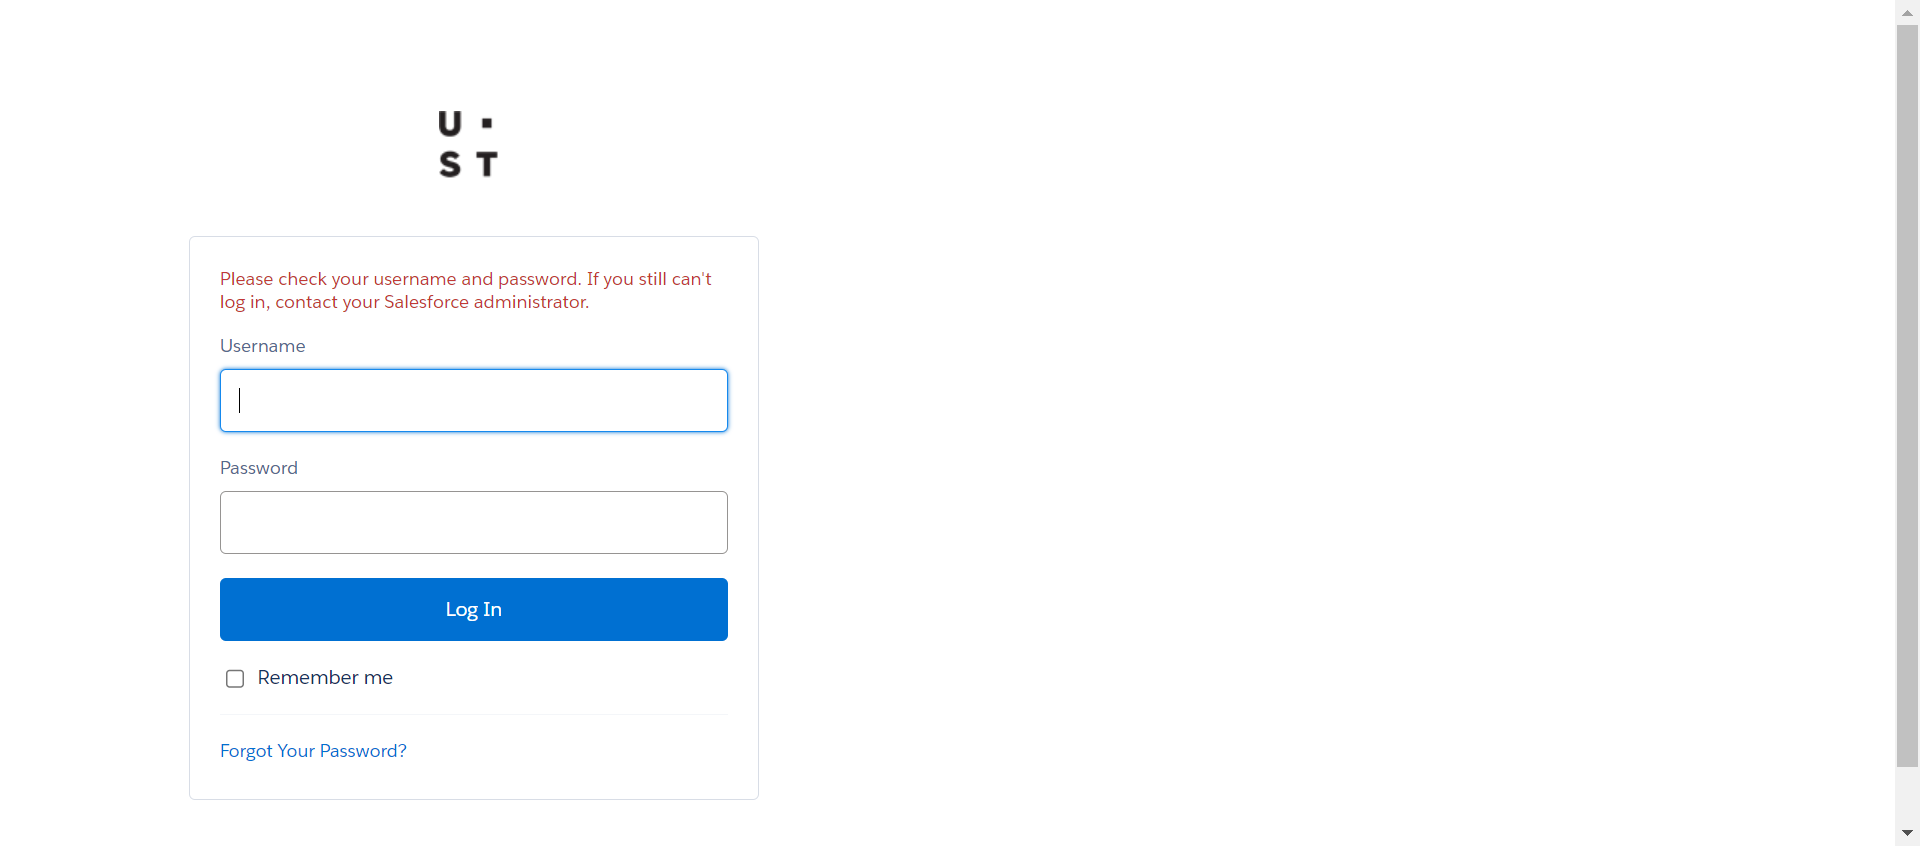 U ·
S T
Please check your username and password. If you still can't
log in, contact your Salesforce administrator.
Username
Password
Log In
Remember me
Forgot Your Password?